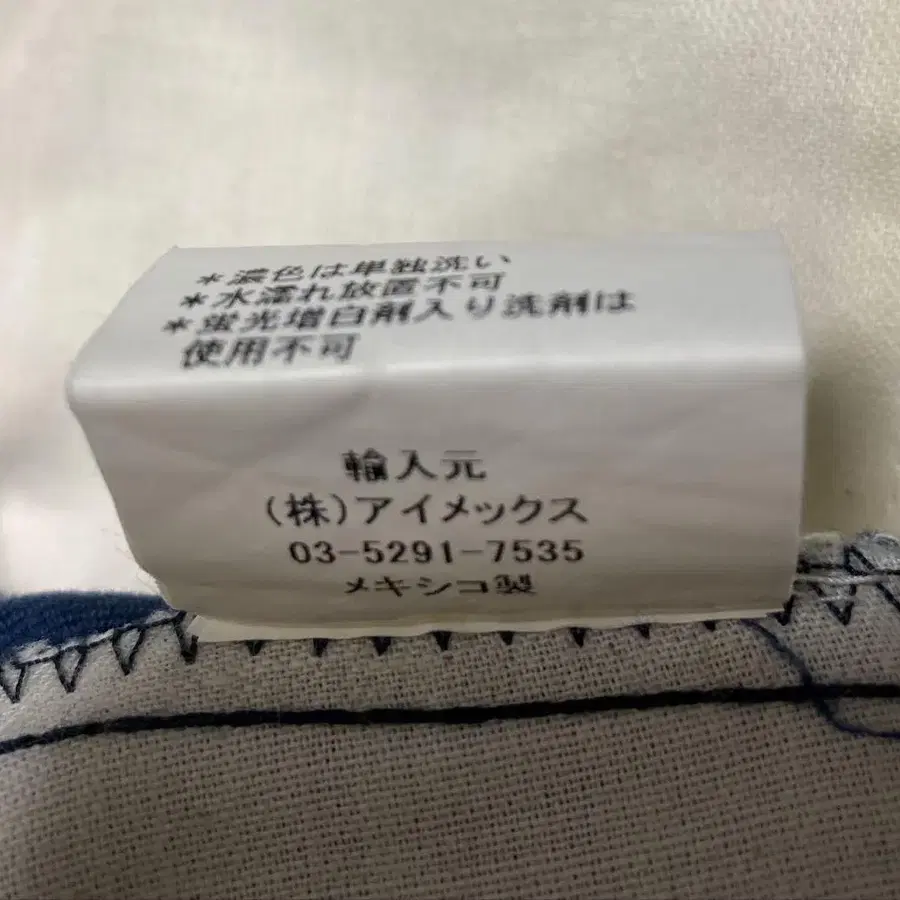 *濃色は単独洗い
*水濡れ放置不可
*蛍光増白剤入り洗剤は
使用不可
輸入元
(株)アイメックス
03-5291-7535
メキシコ製